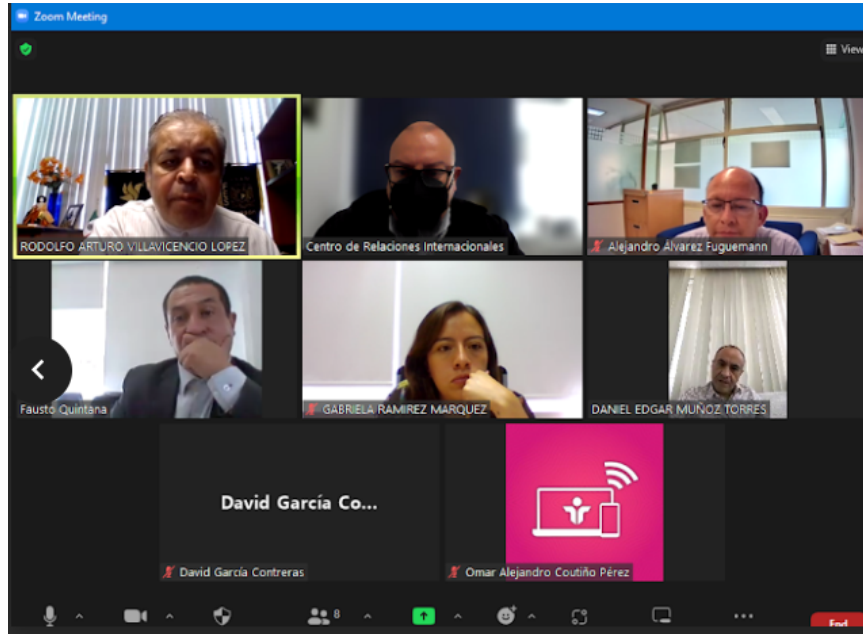 Zoom Meeting
View
RODOLFO ARTURO VILLAVICENCIO LOPEZ
Centro de Relaciones Internacionales
Alejandro Álvarez Fuguemann
Fausto Quintana
GABRIELA RAMIREZ MARQUEZ
DANIEL EDGAR MUÑOZ TORRES
David García Co...
David García Contreras
Omar Alejandro Coutiño Pérez
8
End